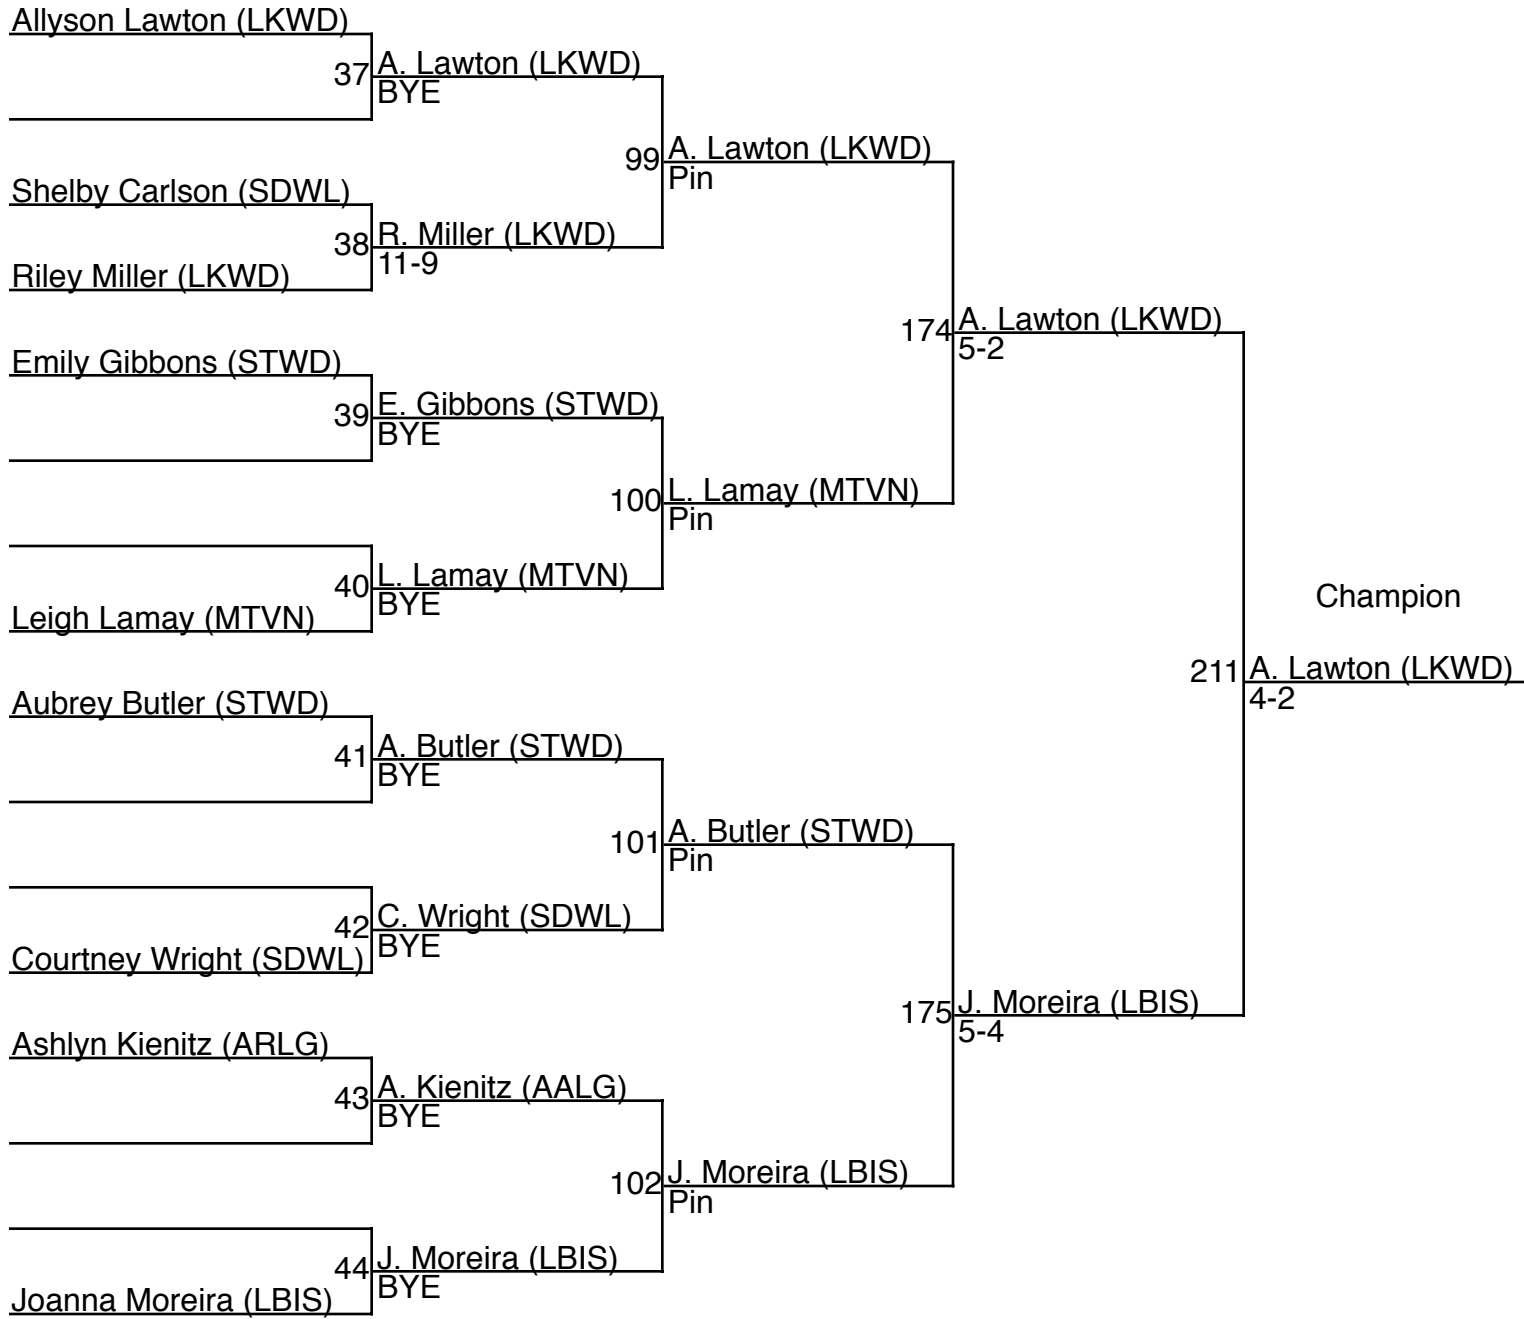 Allyson Lawton (LKWD)
37
A. Lawton (LKWD)
BYE
99
A. Lawton (LKWD)
Pin
Shelby Carlson (SDWL)
38
R. Miller (LKWD)
11-9
Riley Miller (LKWD)
174
A. Lawton (LKWD)
5-2
Emily Gibbons (STWD)
39
E. Gibbons (STWD)
BYE
100
L. Lamay (MTVN)
Pin
40
L. Lamay (MTVN)
BYE
Leigh Lamay (MTVN)
Champion
211
A. Lawton (LKWD)
4-2
Aubrey Butler (STWD)
41
A. Butler (STWD)
BYE
101
A. Butler (STWD)
Pin
42
C. Wright (SDWL)
BYE
Courtney Wright (SDWL)
175
J. Moreira (LBIS)
5-4
Ashlyn Kienitz (ARLG)
43
A. Kienitz (AALG)
BYE
102
J. Moreira (LBIS)
Pin
44
J. Moreira (LBIS)
BYE
Joanna Moreira (LBIS)